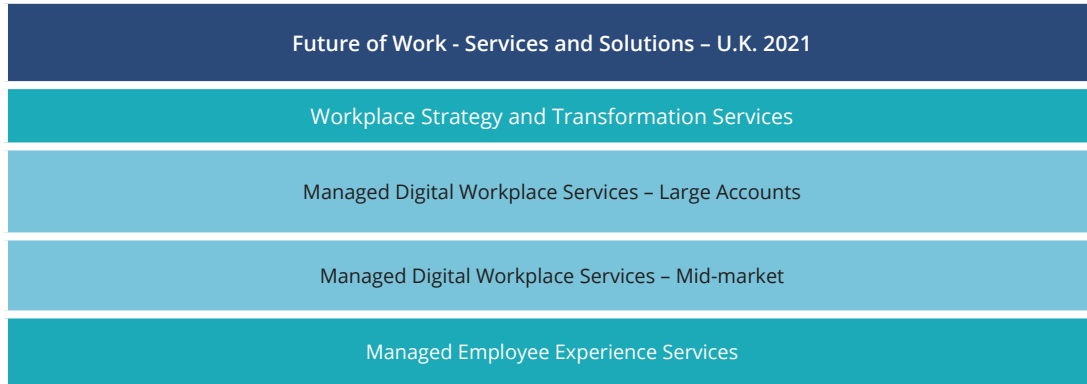 Future of Work - Services and Solutions – U.K. 2021
Workplace Strategy and Transformation Services
Managed Digital Workplace Services – Large Accounts
Managed Digital Workplace Services – Mid-market
Managed Employee Experience Services